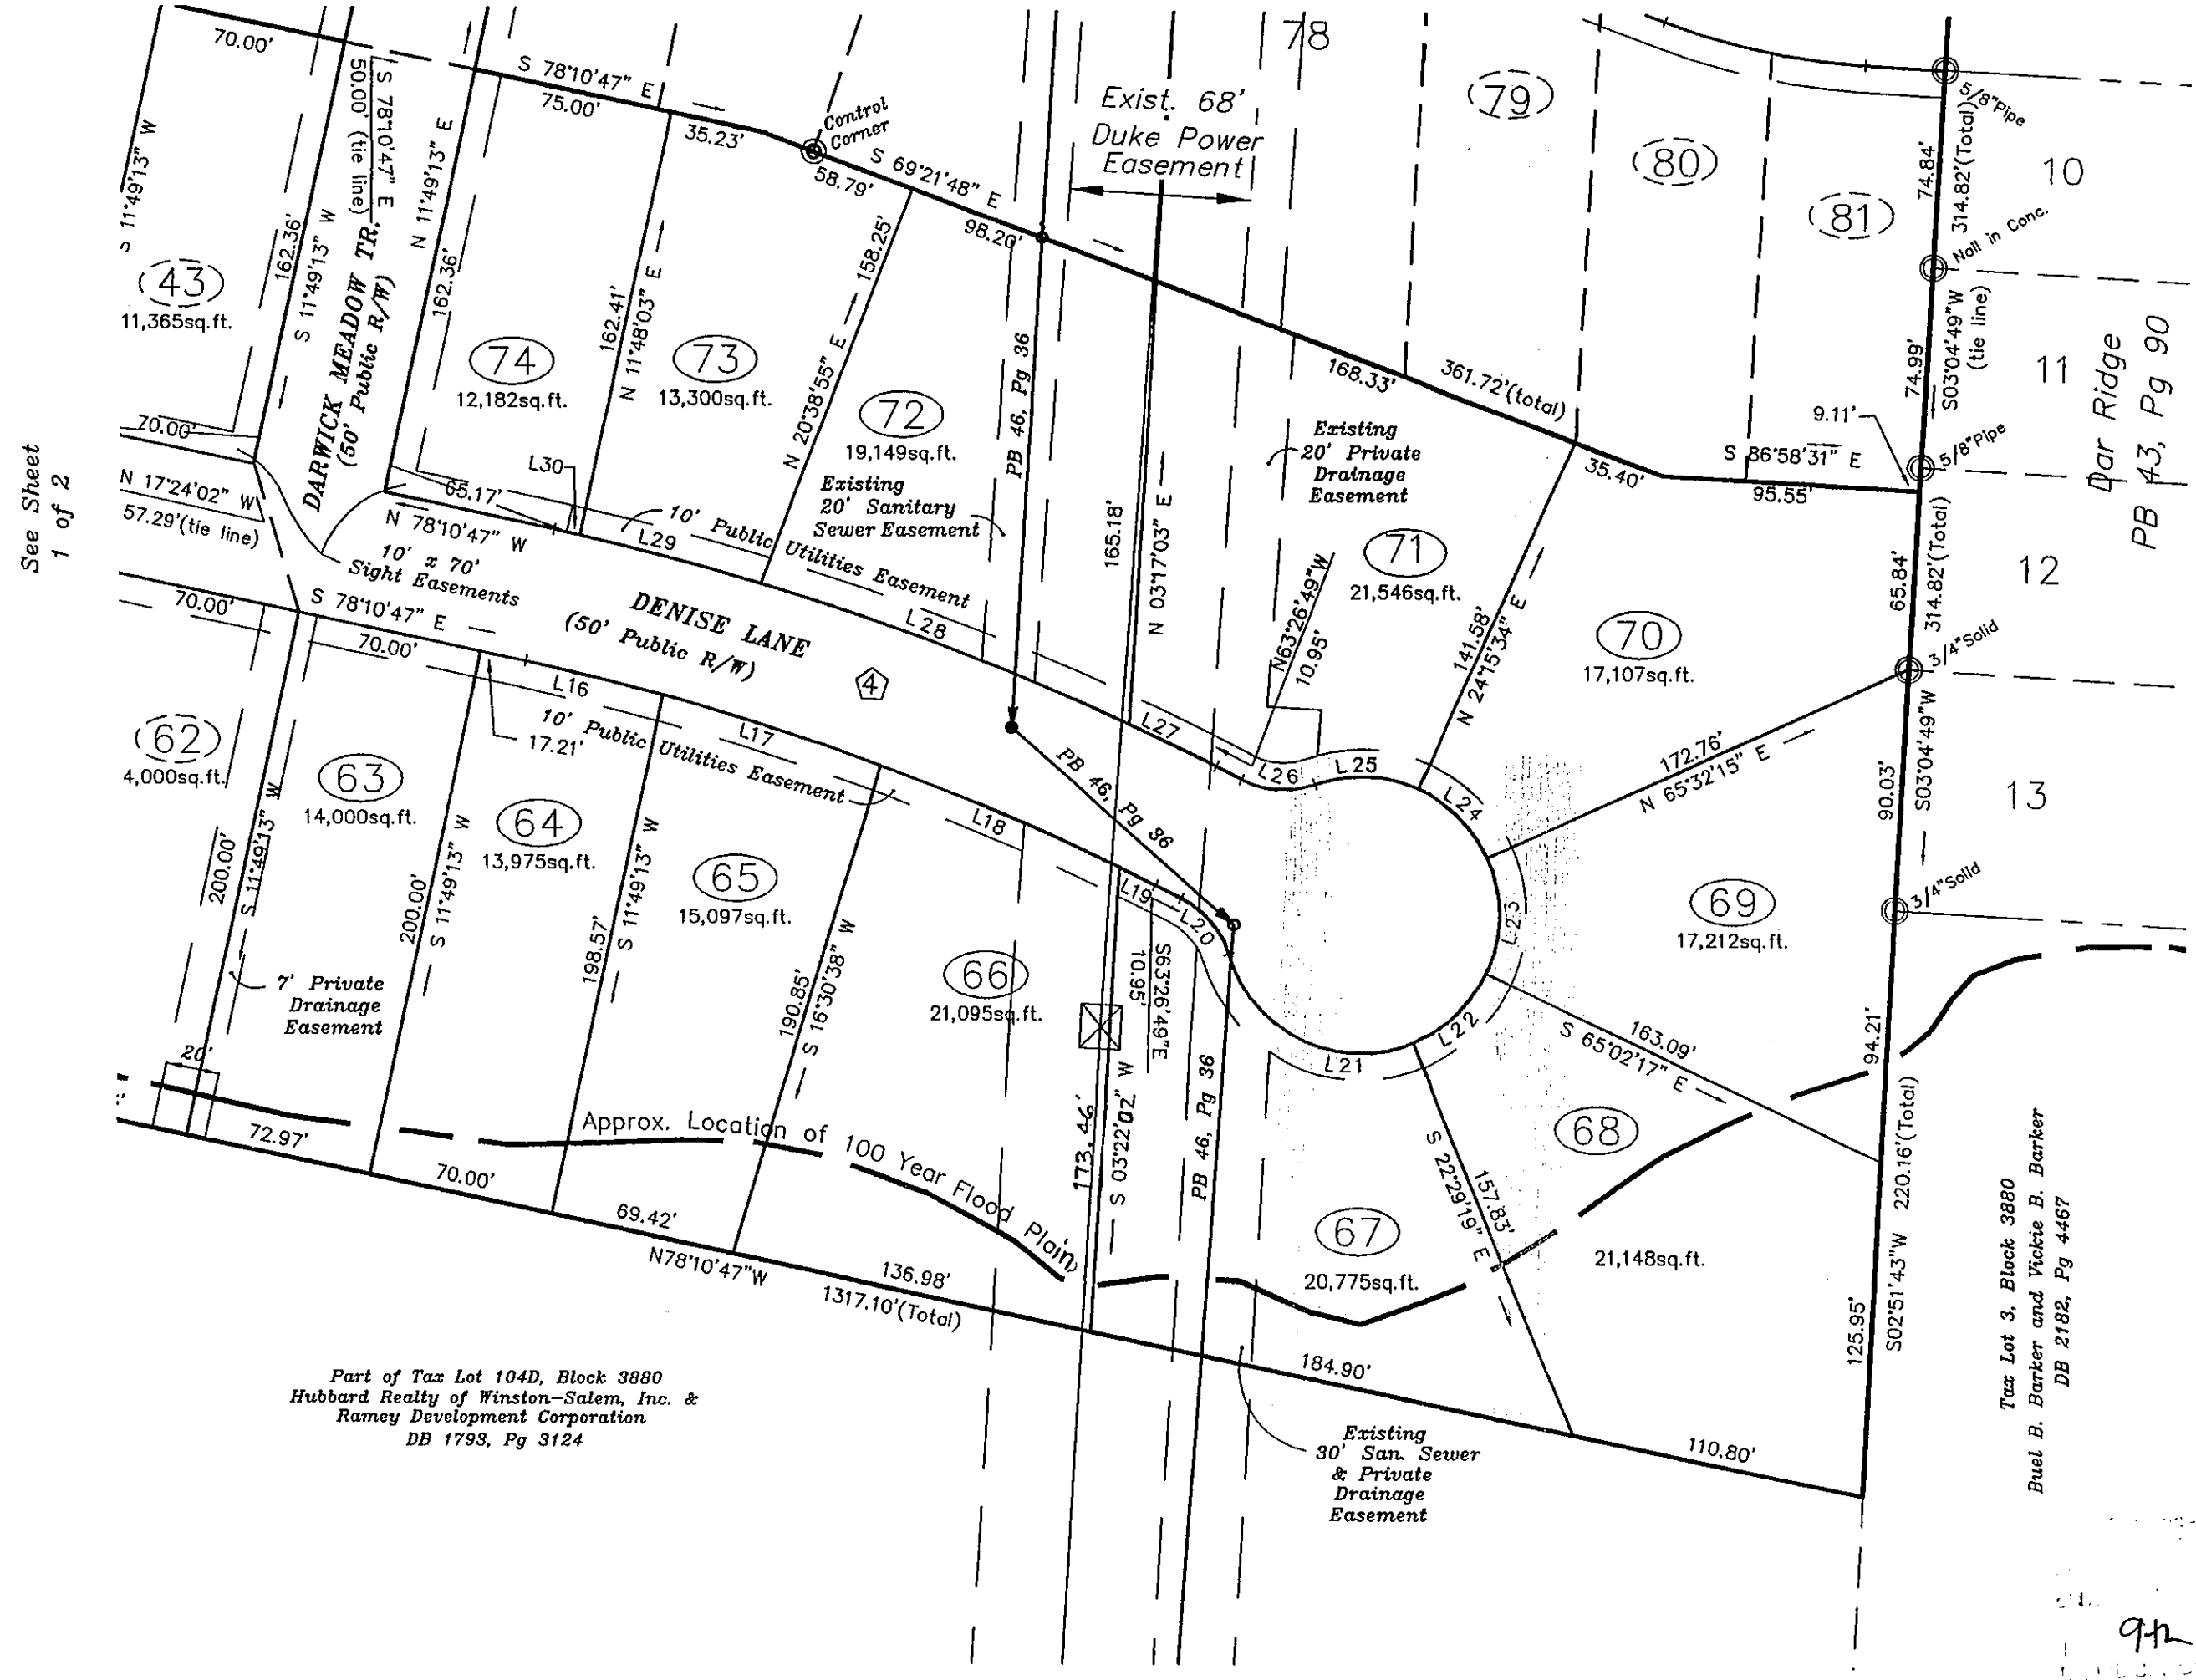 70.00'
S 78°10'47" E
50.00' (tie line)
S 78°10'47" E
75.00'
35.23'
Control
Corner
S 69°21'48" E
58.79'
98.20'
Exist. 68'
Duke Power
Easement
78
79
80
81
5/8"Pipe
74.84'
314.82'(Total)
10
Nail in Conc.
S 11°49'13" W
43
11,365sq.ft.
162.36'
S 11°49'13" W
DARWICK MEADOW TR.
(50' Public R/W)
N 11°49'13" E
162.36'
74
12,182sq.ft.
162.41'
N 11°48'03" E
73
13,300sq.ft.
N 20°38'55" E
158.25'
72
19,149sq.ft.
Existing
20' Sanitary
Sewer Easement
PB 46, Pg 36
165.18'
N 03°17'03" E
168.33'
361.72'(total)
Existing
20' Private
Drainage
Easement
35.40'
S 86°58'31" E
95.55'
9.11'
74.99'
S03°04'49"W
(tie line)
11
5/8"Pipe
Dar Ridge
PB 43, Pg 90
See Sheet
1 of 2
70.00'
N 17°24'02" W
57.29'(tie line)
65.17'
L30
N 78°10'47" W
10' x 70'
Sight Easements
L29
10' Public Utilities Easement
L28
DENISE LANE
(50' Public R/W)
4
N63°26'49"W
10.95'
71
21,546sq.ft.
141.58'
N 24°15'34" E
70
17,107sq.ft.
65.84'
314.82'(Total)
12
3/4"Solid
70.00'
S 78°10'47" E
70.00'
L16
17.21'
10' Public Utilities Easement
L17
L18
L27
L26
L25
L24
PB 46, Pg 36
172.76'
N 65°32'15" E
90.03'
S03°04'49"W
13
3/4"Solid
62
4,000sq.ft.
63
14,000sq.ft.
64
13,975sq.ft.
65
15,097sq.ft.
66
21,095sq.ft.
L19
L20
L23
69
17,212sq.ft.
200.00'
S 11°49'13" W
200.00'
S 11°49'13" W
198.57'
S 11°49'13" W
190.85'
S 16°30'38" W
S63°26'49"E
10.95'
7' Private
Drainage
Easement
20'
L21
L22
163.09'
S 65°02'17" E
94.21'
72.97'
Approx. Location of 100 Year Flood Plain
173.46'
S 03°22'07" W
PB 46, Pg 36
S 22°29'19" E
157.83'
68
21,148sq.ft.
67
20,775sq.ft.
70.00'
69.42'
N78°10'47"W
136.98'
1317.10'(Total)
184.90'
110.80'
125.95'
S02°51'43"W 220.16'(Total)
Tax Lot 3, Block 3880
Buel B. Barker and Vickie B. Barker
DB 2182, Pg 4467
Part of Tax Lot 104D, Block 3880
Hubbard Realty of Winston-Salem, Inc. &
Ramey Development Corporation
DB 1793, Pg 3124
Existing
30' San. Sewer
& Private
Drainage
Easement